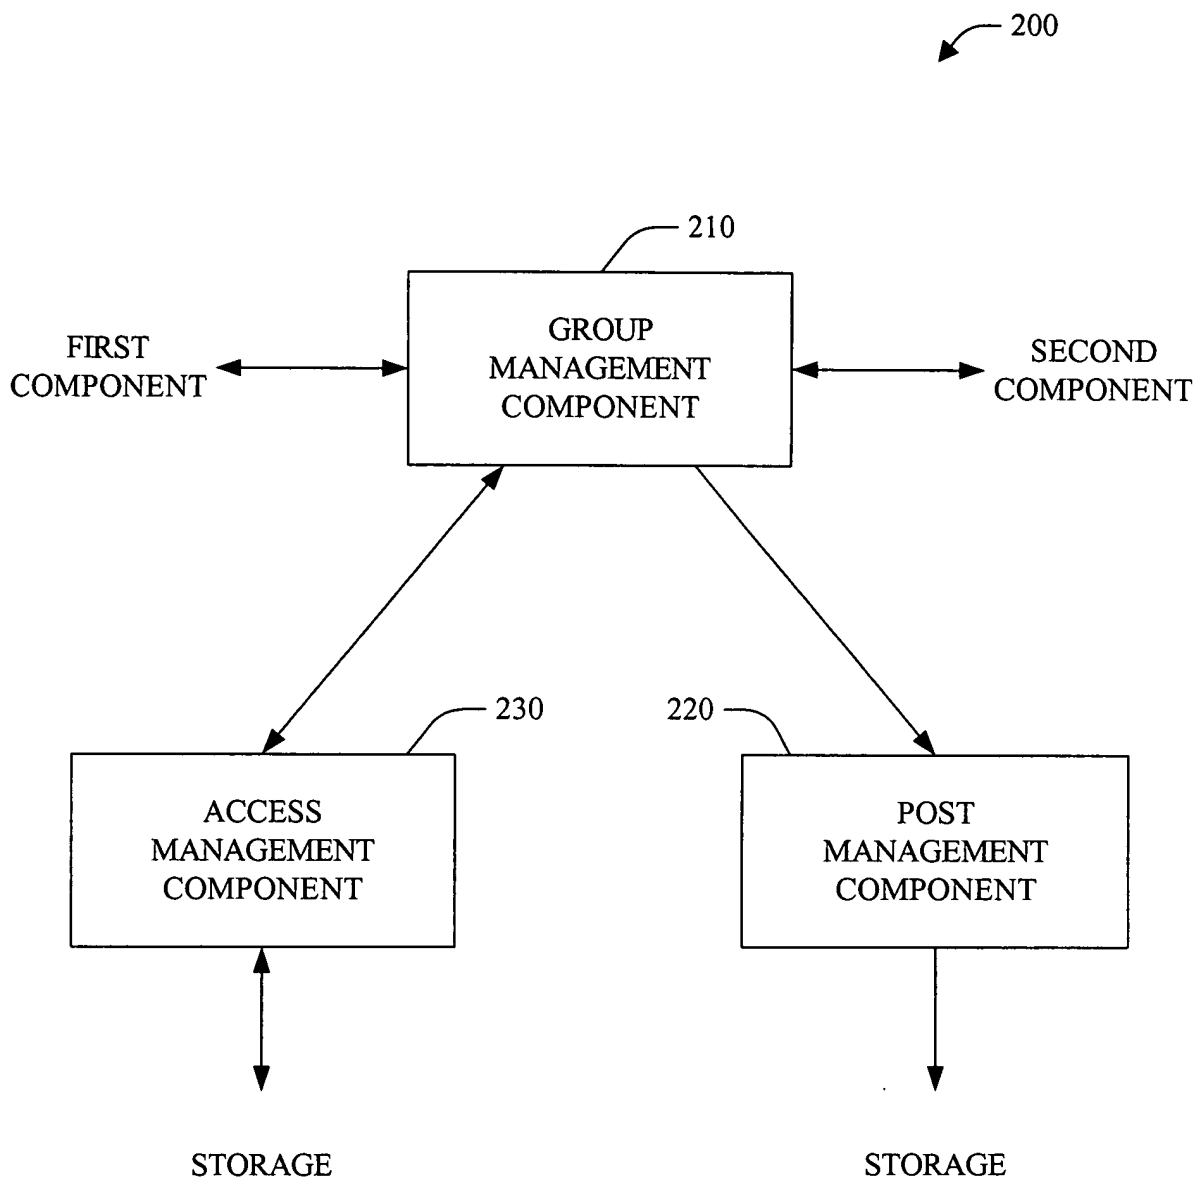 200
210
GROUP
MANAGEMENT
COMPONENT
FIRST
COMPONENT
SECOND
COMPONENT
230
220
ACCESS
MANAGEMENT
COMPONENT
POST
MANAGEMENT
COMPONENT
STORAGE
STORAGE